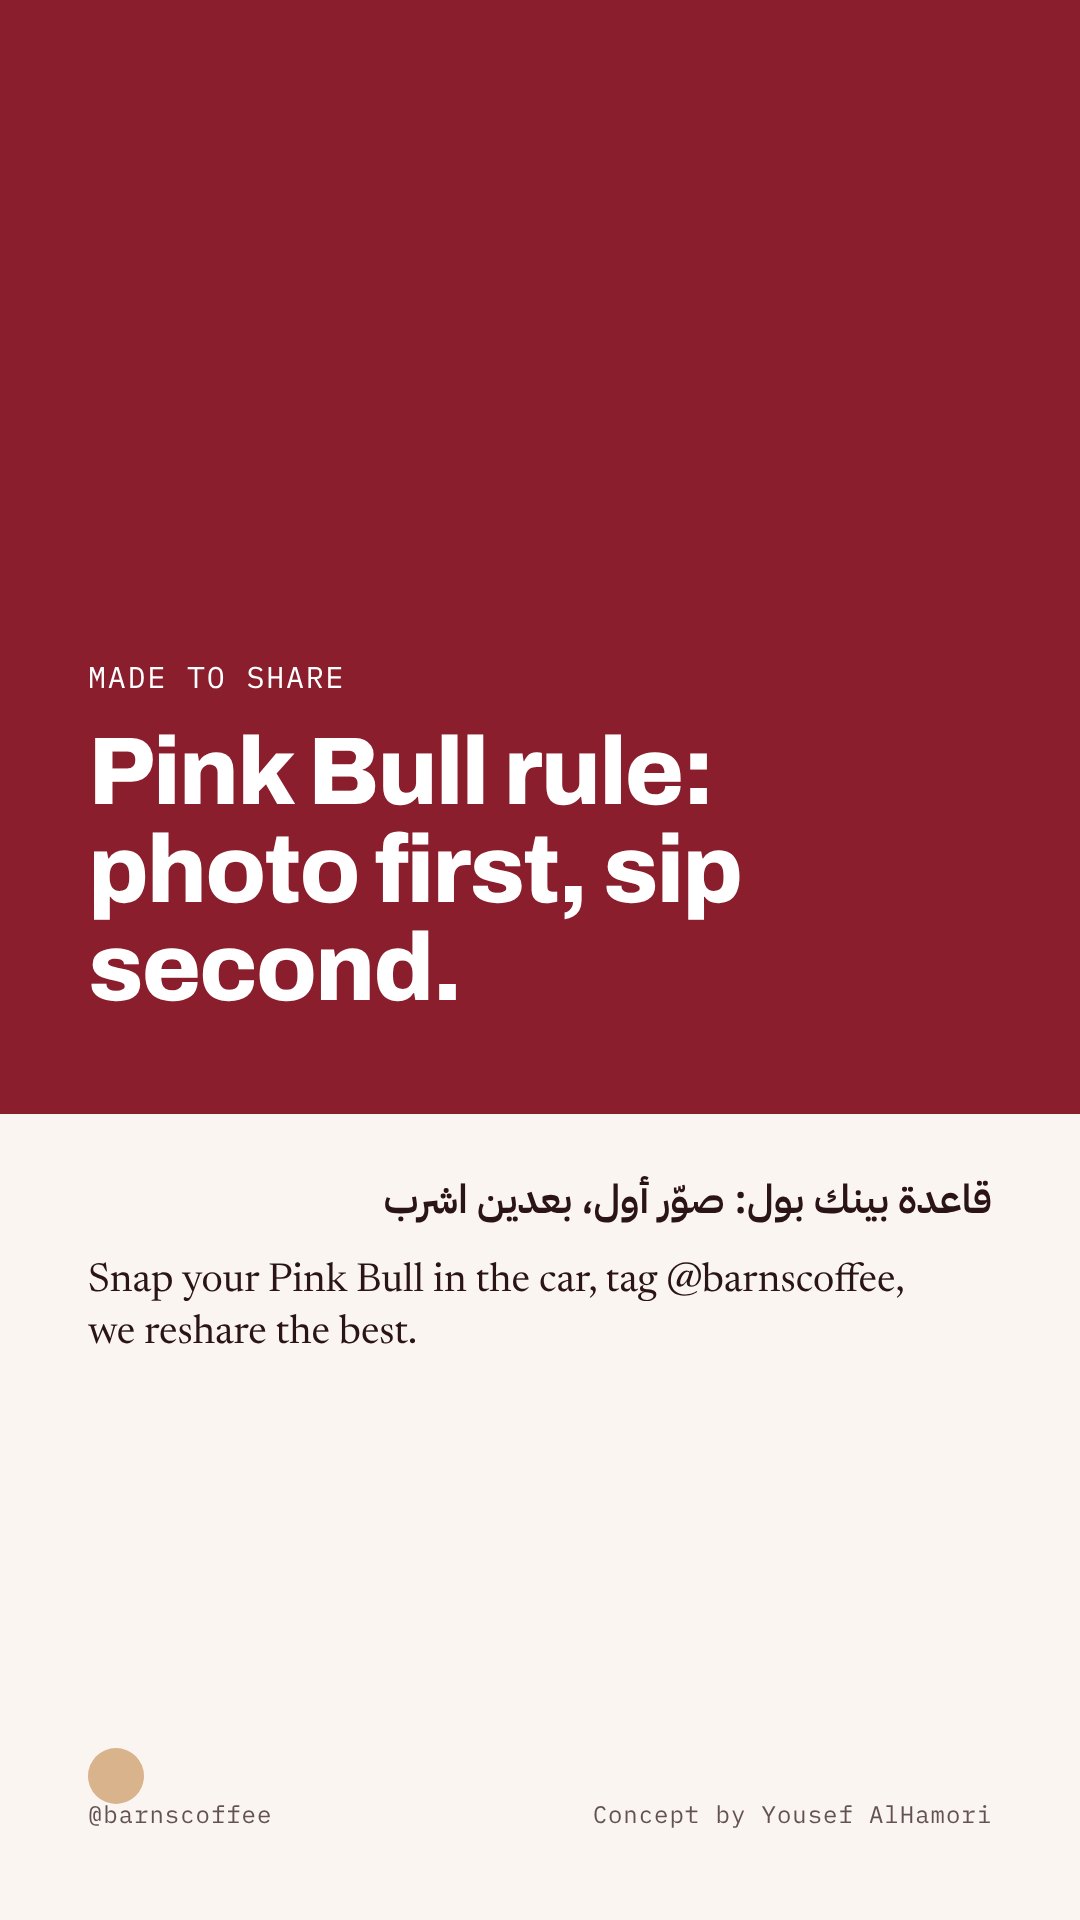 MADE TO SHARE
Pink Bull rule:
photo first, sip
second.
قاعدة بينك بول: صوّر أول، بعدين اشرب
Snap your Pink Bull in the car, tag @barnscoffee,
we reshare the best.
@barnscoffee
Concept by Yousef AlHamori